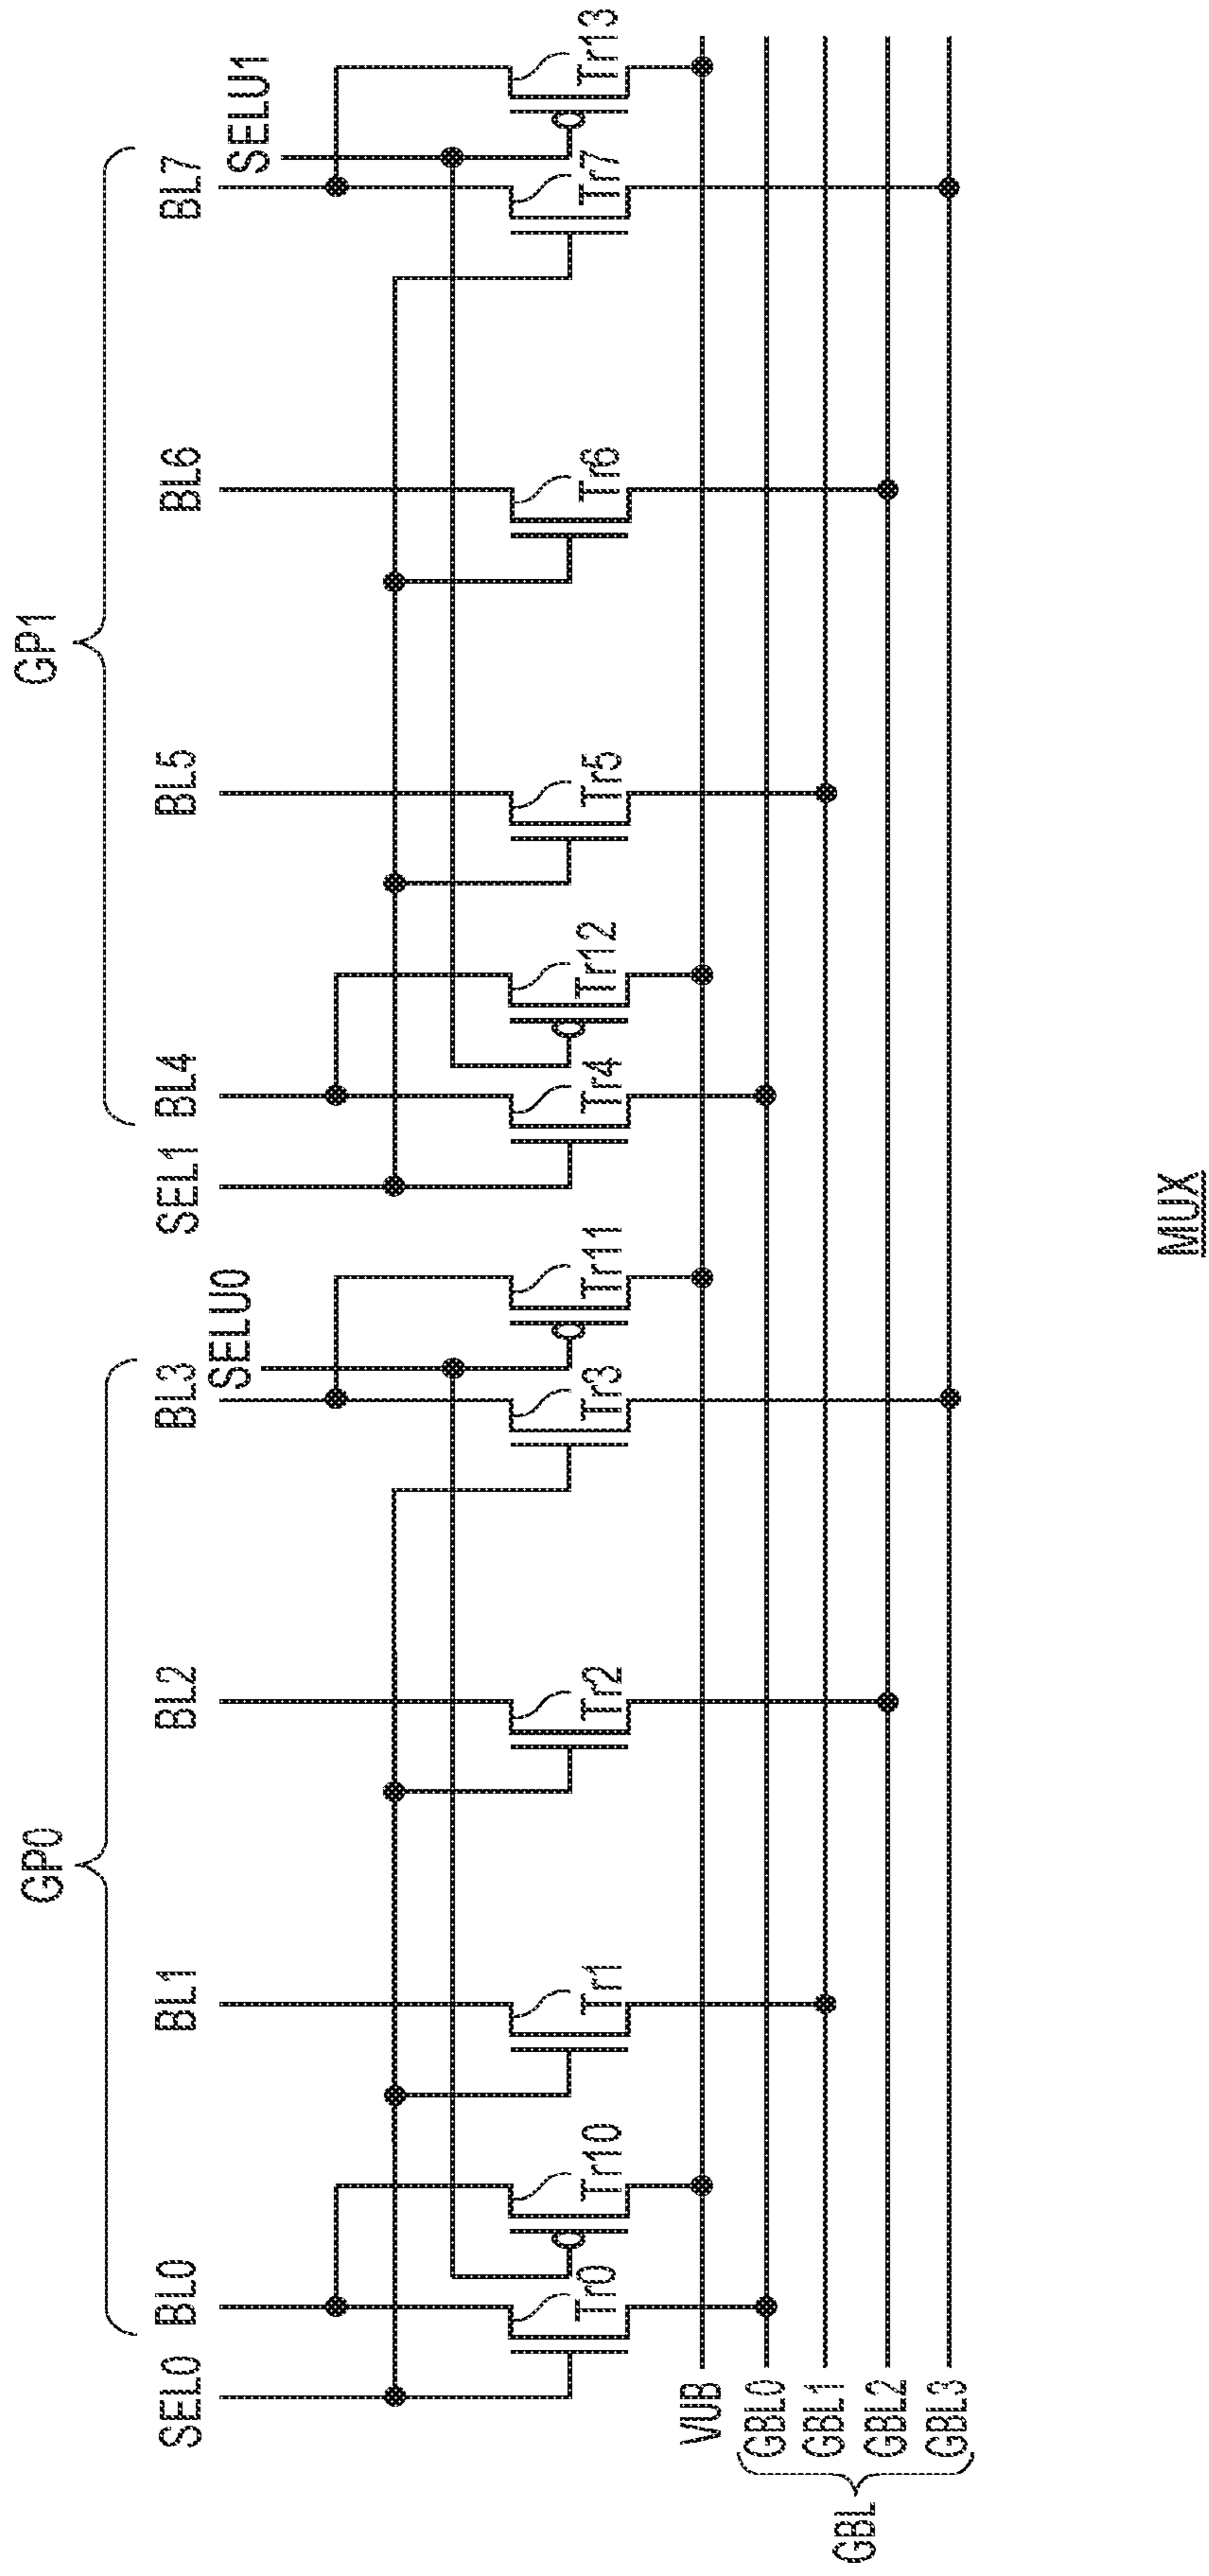 GP0
GP1
SEL0
BL0
BL1
BL2
BL3
SELU0
SEL1
BL4
BL5
BL6
BL7
SELU1
Tr0
Tr10
Tr1
Tr2
Tr3
Tr11
Tr4
Tr12
Tr5
Tr6
Tr7
Tr13
VUB
GBL0
GBL1
GBL2
GBL3
GBL
MUX